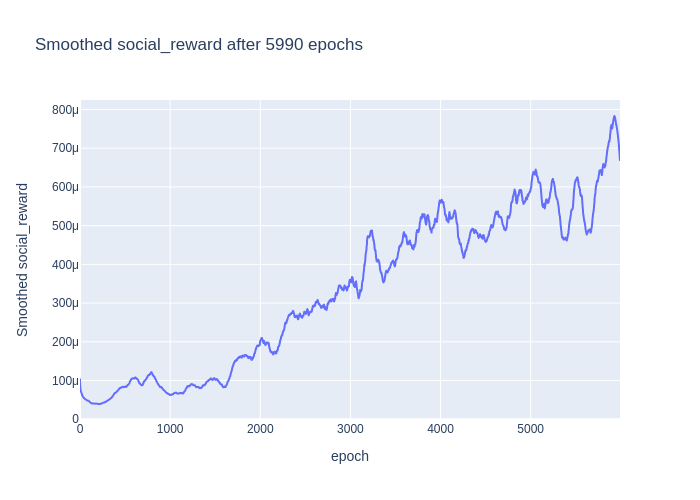 Smoothed social_reward after 5990 epochs
Smoothed social_reward
800μ
700μ
600μ
500μ
400μ
300μ
200μ
100μ
0
0 1000 2000 3000 4000 5000
epoch